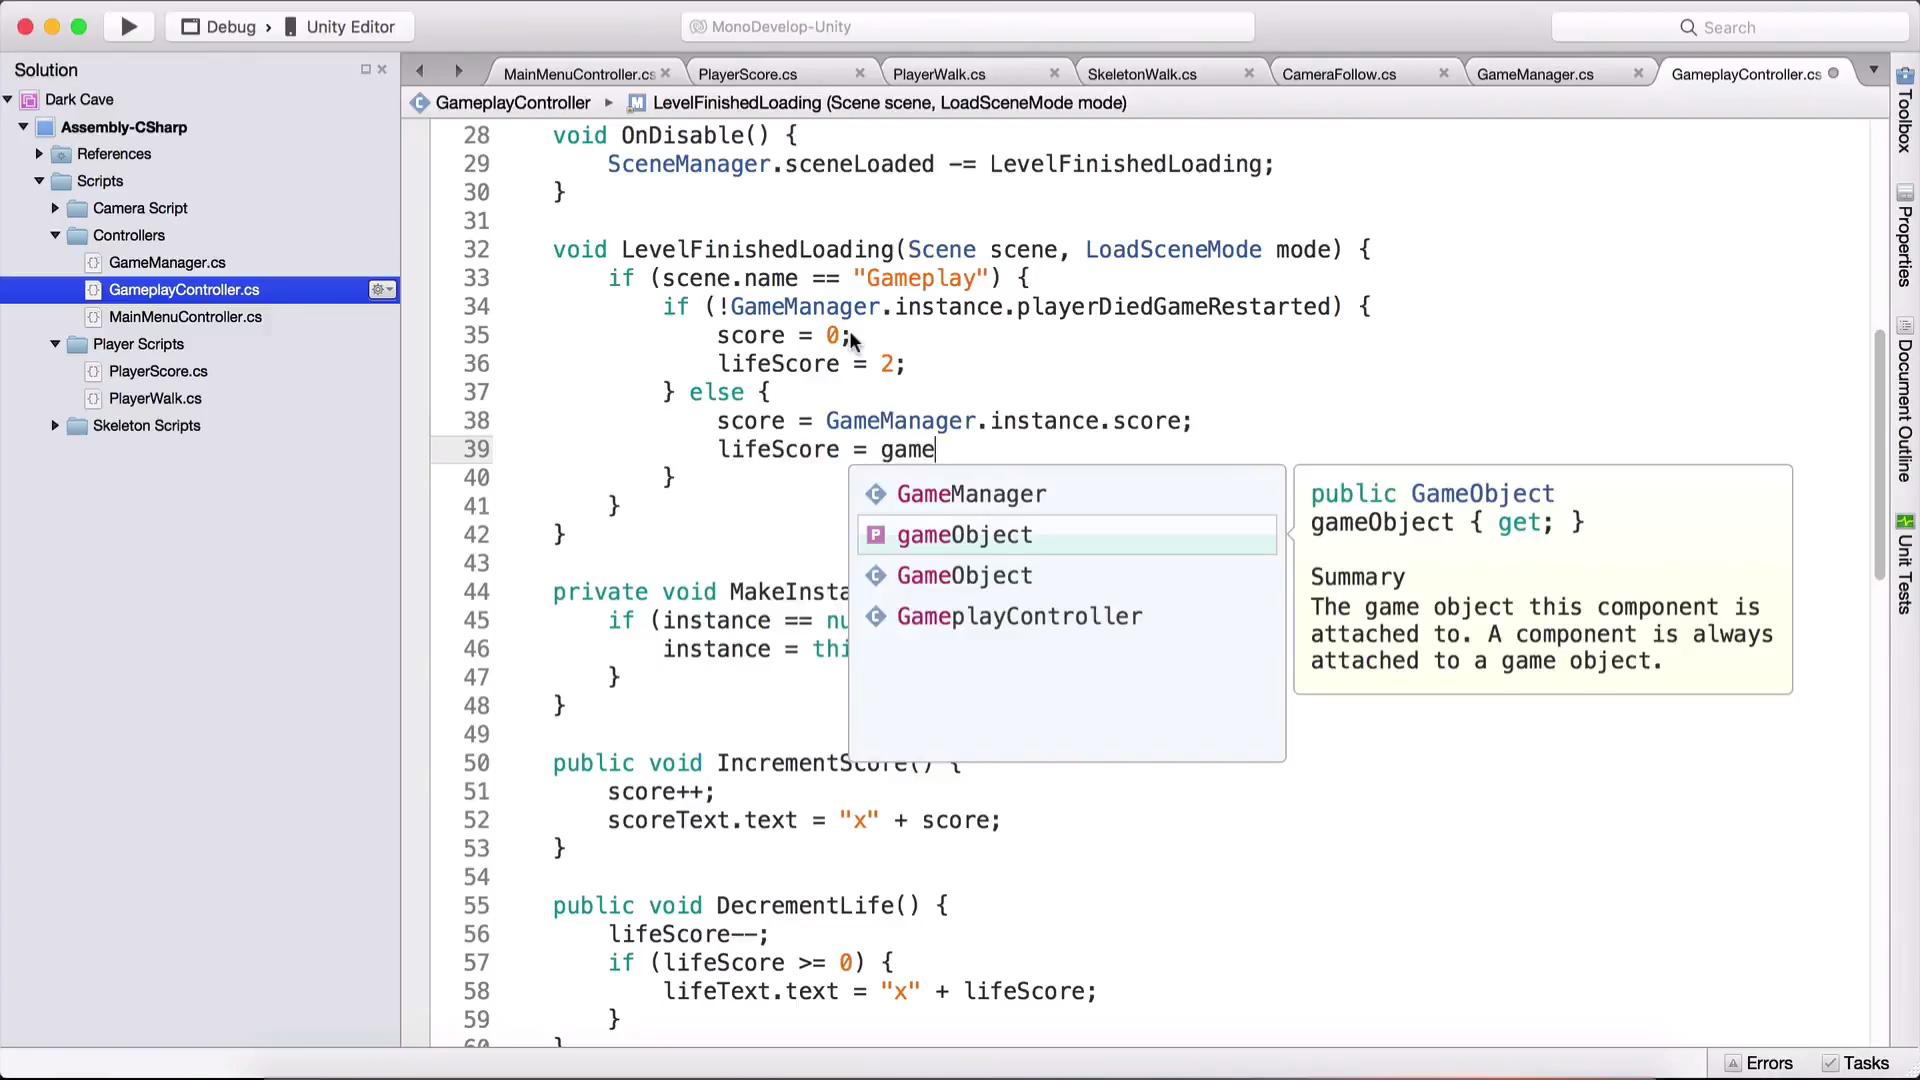 Debug › Unity Editor
MonoDevelop-Unity
Search
Solution
Dark Cave
Assembly-CSharp
References
Scripts
Camera Script
Controllers
GameManager.cs
GameplayController.cs
MainMenuController.cs
Player Scripts
PlayerScore.cs
PlayerWalk.cs
Skeleton Scripts
MainMenuController.cs PlayerScore.cs PlayerWalk.cs SkeletonWalk.cs CameraFollow.cs GameManager.cs GameplayController.cs
GameplayController ▸ LevelFinishedLoading (Scene scene, LoadSceneMode mode)
28 void OnDisable() {
29 SceneManager.sceneLoaded -= LevelFinishedLoading;
30 }
31
32 void LevelFinishedLoading(Scene scene, LoadSceneMode mode) {
33 if (scene.name == "Gameplay") {
34 if (!GameManager.instance.playerDiedGameRestarted) {
35 score = 0;
36 lifeScore = 2;
37 } else {
38 score = GameManager.instance.score;
39 lifeScore = game
40 }
41 }
42 }
43
44 private void MakeInsta
45 if (instance == nu
46 instance = thi
47 }
48 }
49
50 public void IncrementScore() {
51 score++;
52 scoreText.text = "x" + score;
53 }
54
55 public void DecrementLife() {
56 lifeScore--;
57 if (lifeScore >= 0) {
58 lifeText.text = "x" + lifeScore;
59 }
60 }
GameManager
P gameObject
GameObject
GameplayController
public GameObject
gameObject { get; }
Summary
The game object this component is
attached to. A component is always
attached to a game object.
Toolbox
Properties
Document Outline
Unit Tests
Errors
Tasks